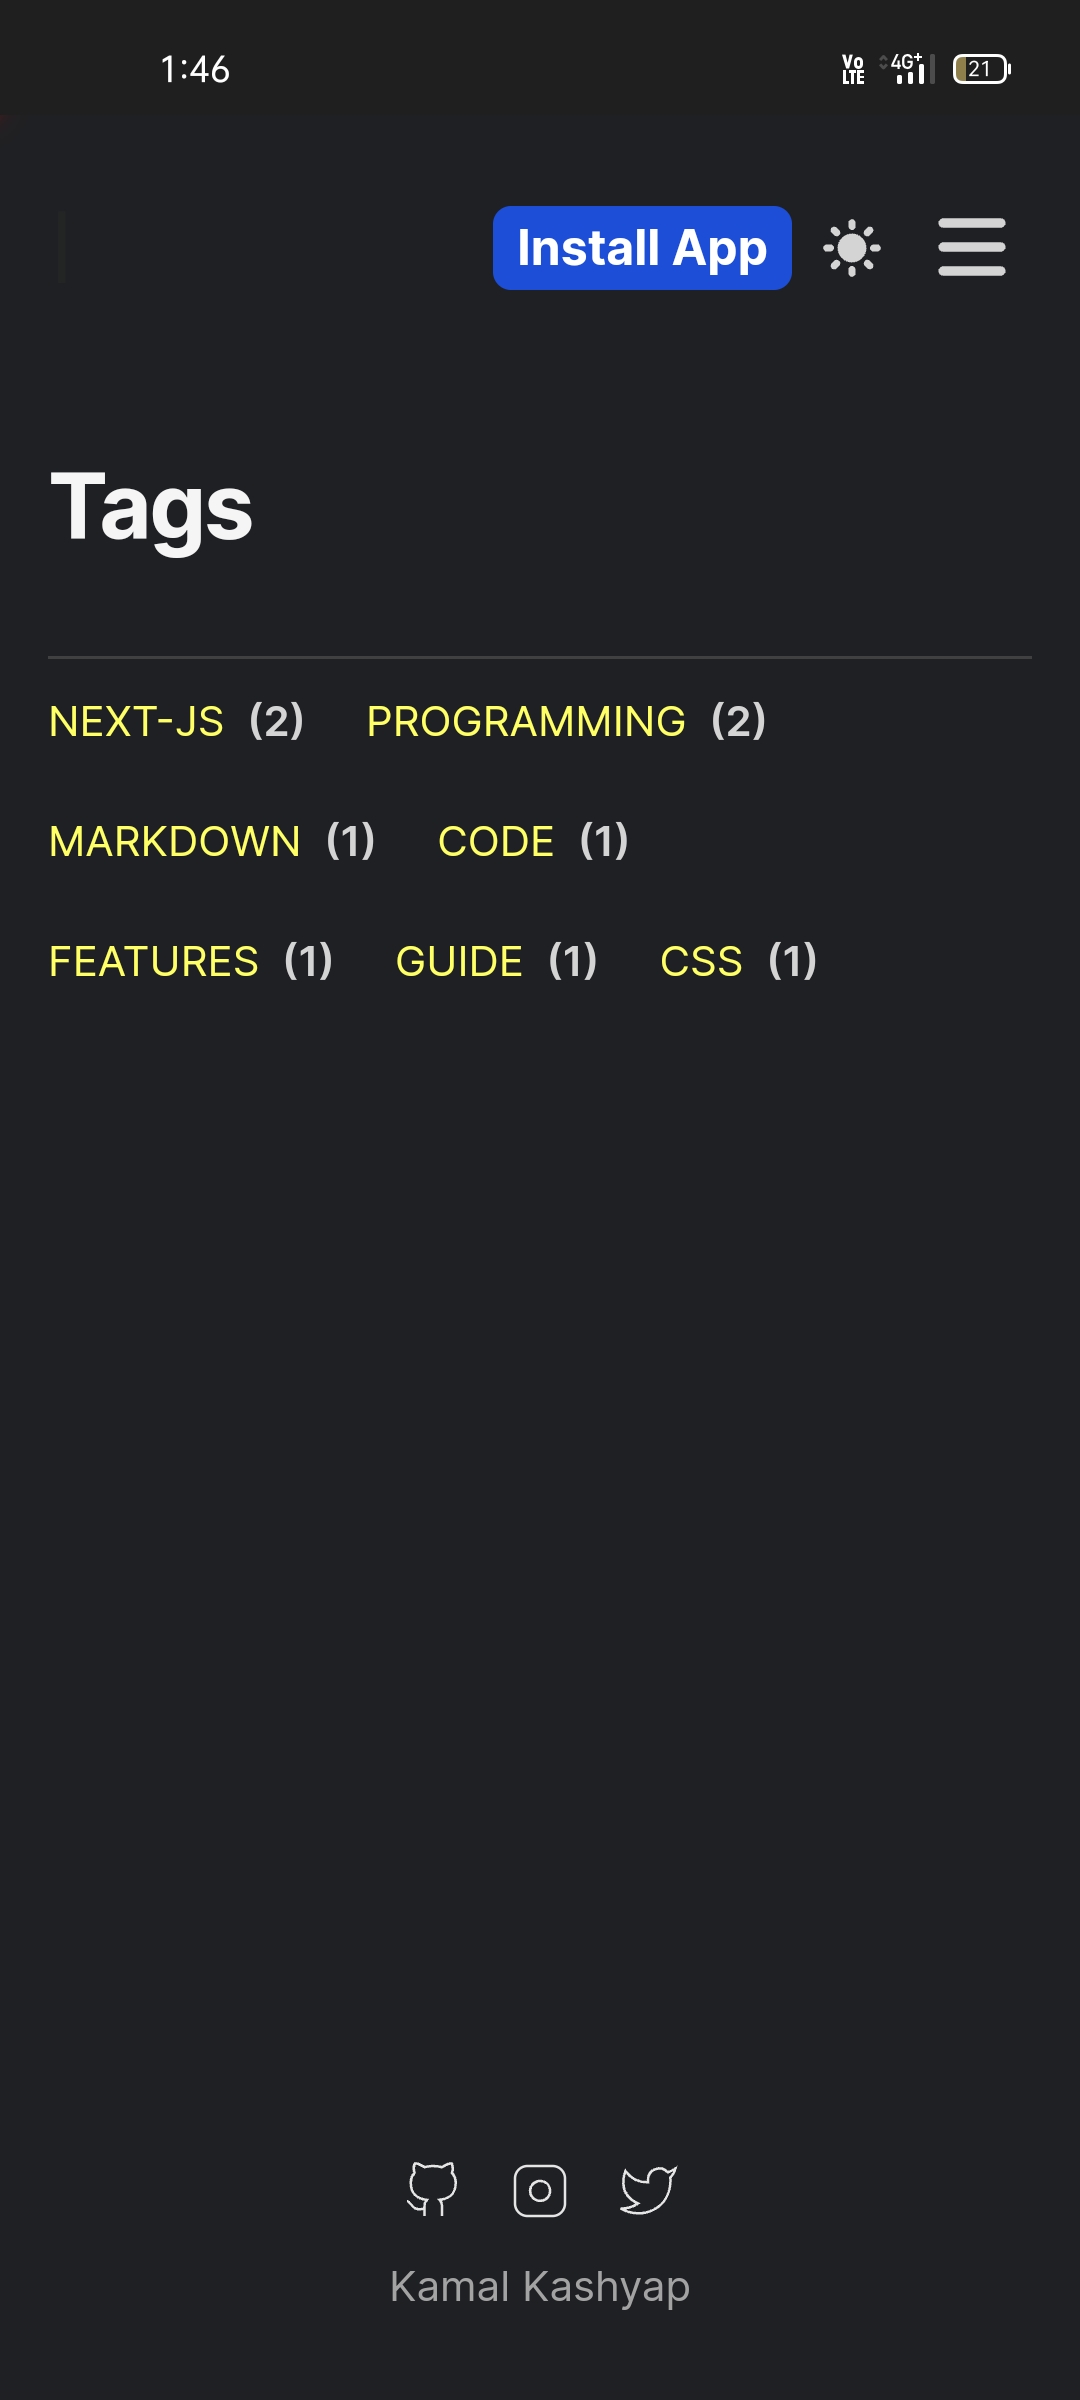 1:46 Vo LTE 4G+ 21
Install App
Tags
NEXT-JS (2) PROGRAMMING (2)
MARKDOWN (1) CODE (1)
FEATURES (1) GUIDE (1) CSS (1)
Kamal Kashyap